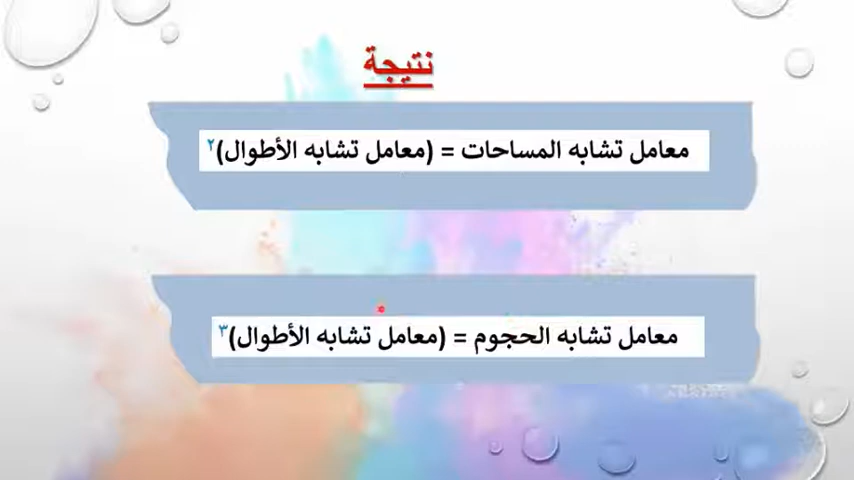 نتيجة
معامل تشابه المساحات = (معامل تشابه الأطوال)٢
معامل تشابه الحجوم = (معامل تشابه الأطوال)٣